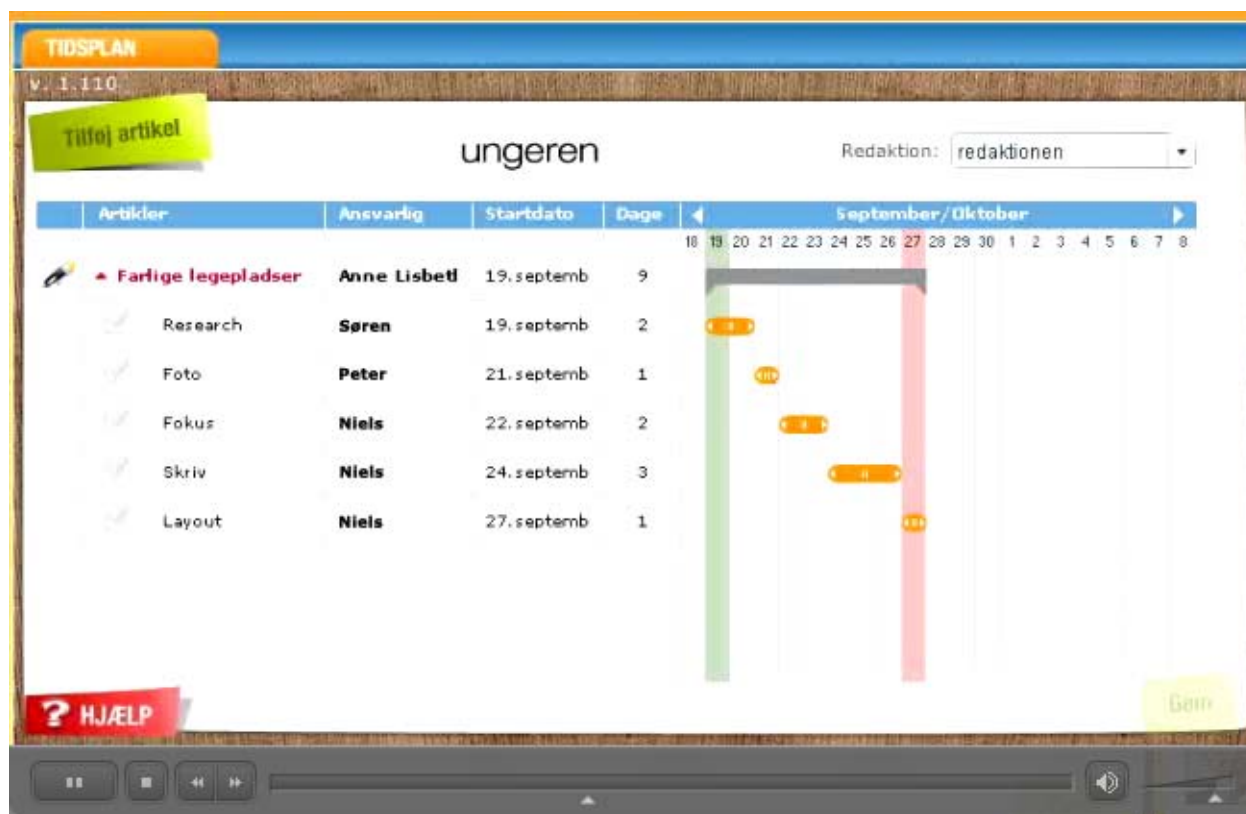 TIDSPLAN
v. 1.110
Tilføj artikel
ungeren
Redaktion: redaktionen
Artikler Ansvarlig Startdato Dage September/Oktober
18 19 20 21 22 23 24 25 26 27 28 29 30 1 2 3 4 5 6 7 8
Farlige legepladser Anne Lisbetl 19.septemb 9
Research Søren 19.septemb 2
Foto Peter 21.septemb 1
Fokus Niels 22.septemb 2
Skriv Niels 24.septemb 3
Layout Niels 27.septemb 1
? HJÆLP
Gem